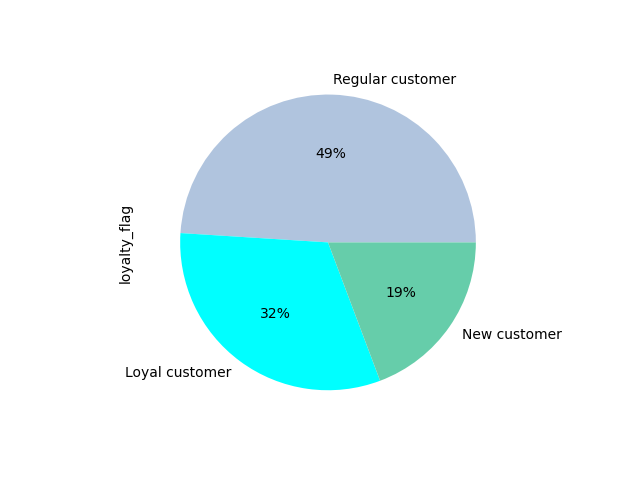 Regular customer
49%
loyalty_flag
32%
19%
New customer
Loyal customer